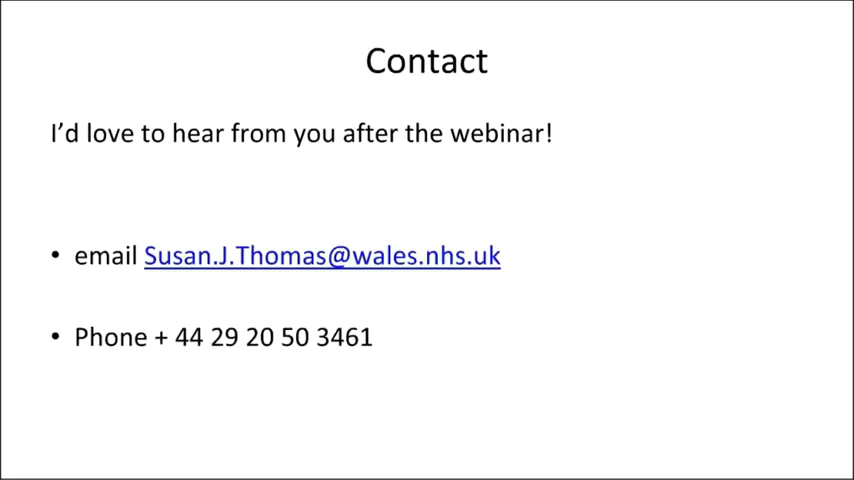 Contact
I'd love to hear from you after the webinar!
• email Susan.J.Thomas@wales.nhs.uk
• Phone + 44 29 20 50 3461